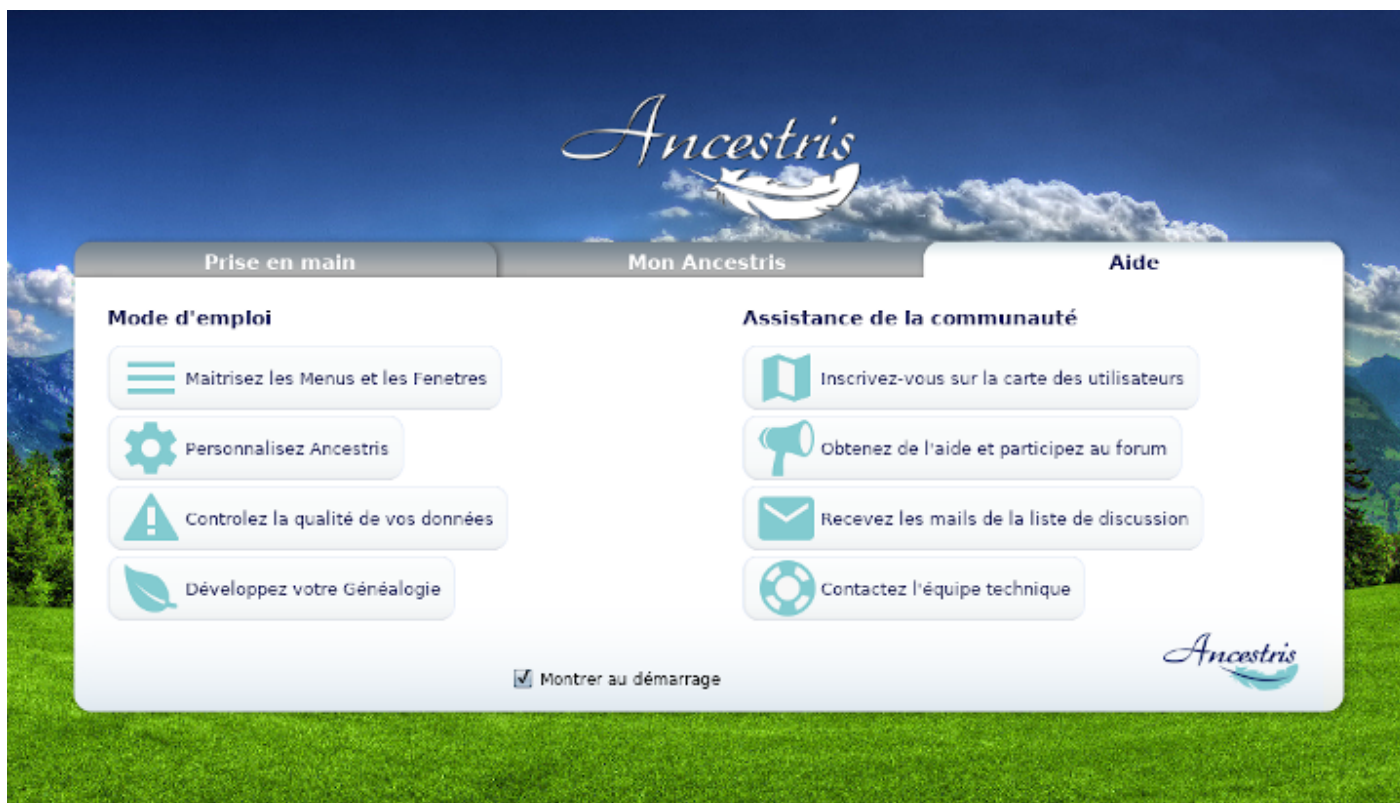 Ancestris
Prise en main
Mon Ancestris
Aide
Mode d'emploi
Maitrisez les Menus et les Fenetres
Personnalisez Ancestris
Controlez la qualité de vos données
Développez votre Généalogie
Assistance de la communauté
Inscrivez-vous sur la carte des utilisateurs
Obtenez de l'aide et participez au forum
Recevez les mails de la liste de discussion
Contactez l'équipe technique
Montrer au démarrage
Ancestris